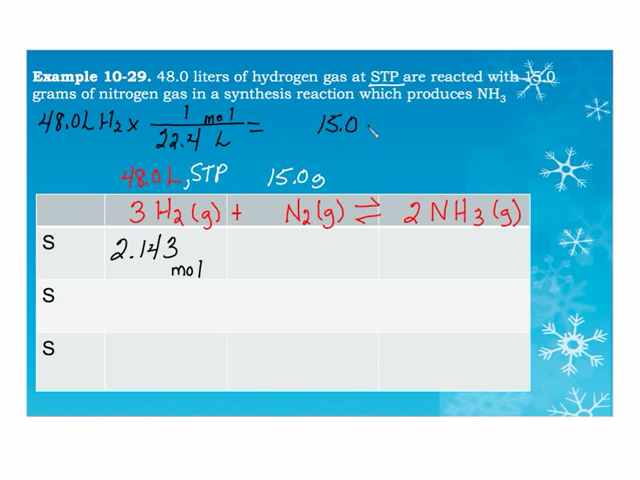 Example 10-29. 48.0 liters of hydrogen gas at STP are reacted with 15.0
grams of nitrogen gas in a synthesis reaction which produces NH3
48.0L H2 x 1 mol / 22.4 L = 15.0
48.0 L, STP 15.0g
3 H2(g) + N2(g) ⇌ 2 NH3(g)
S 2.143 mol
S
S